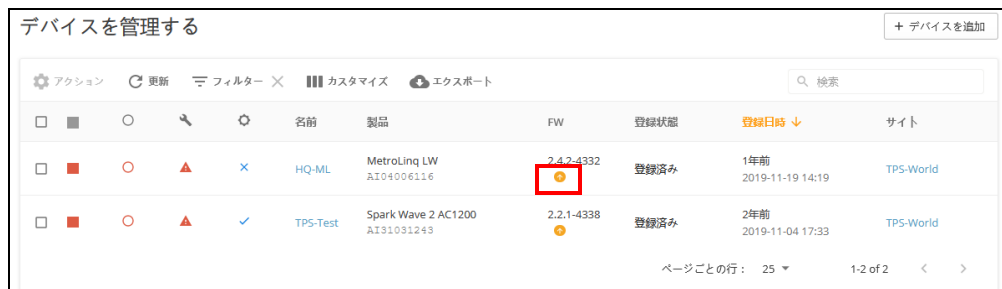 デバイスを管理する
+ デバイスを追加
アクション 更新 フィルター カスタマイズ エクスポート 検索
名前 製品 FW 登録状態 登録日時 サイト
HQ-ML MetroLinq LW 2.4.2-4332 登録済み 1年前 TPS-World
AI04006116 2019-11-19 14:19
TPS-Test Spark Wave 2 AC1200 2.2.1-4338 登録済み 2年前 TPS-World
AI31031243 2019-11-04 17:33
ページごとの行： 25 1-2 of 2